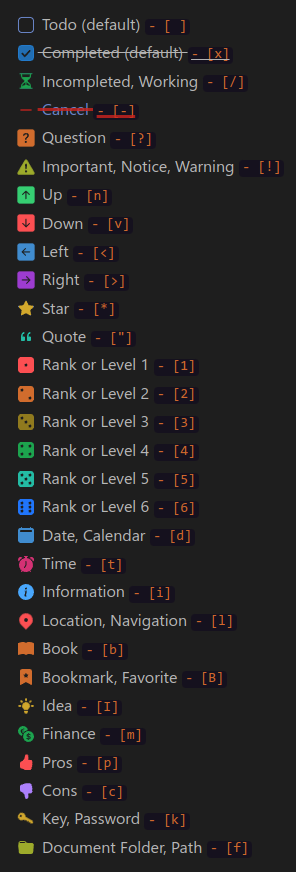 Todo (default) - [ ]
Completed (default) - [x]
Incompleted, Working - [/]
Cancel - [-]
? Question - [?]
Important, Notice, Warning - [!]
Up - [n]
Down - [v]
Left - [<]
Right - [>]
Star - [*]
Quote - ["]
Rank or Level 1 - [1]
Rank or Level 2 - [2]
Rank or Level 3 - [3]
Rank or Level 4 - [4]
Rank or Level 5 - [5]
Rank or Level 6 - [6]
Date, Calendar - [d]
Time - [t]
Information - [i]
Location, Navigation - [l]
Book - [b]
Bookmark, Favorite - [B]
Idea - [I]
Finance - [m]
Pros - [p]
Cons - [c]
Key, Password - [k]
Document Folder, Path - [f]